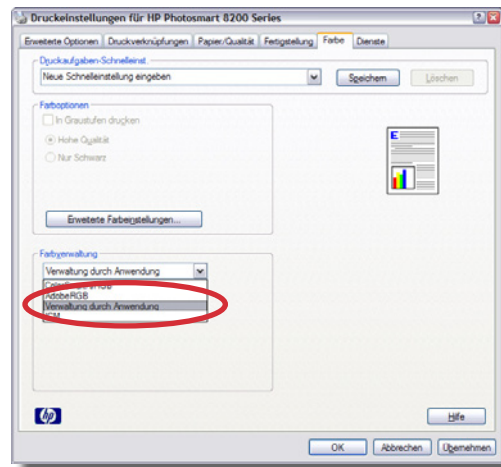 Druckeinstellungen für HP Photosmart 8200 Series
Erweiterte Optionen Druckverknüpfungen Papier/Qualität Fertigstellung Farbe Dienste
Druckaufgaben-Schnelleinst.
Neue Schnelleinstellung eingeben Speichern Löschen
Farboptionen
In Graustufen drucken
Hohe Qualität
Nur Schwarz
E
Erweiterte Farbeinstellungen...
Farbverwaltung
Verwaltung durch Anwendung
AdobeRGB
Verwaltung durch Anwendung
ICM
hp Hilfe
OK Abbrechen Übernehmen